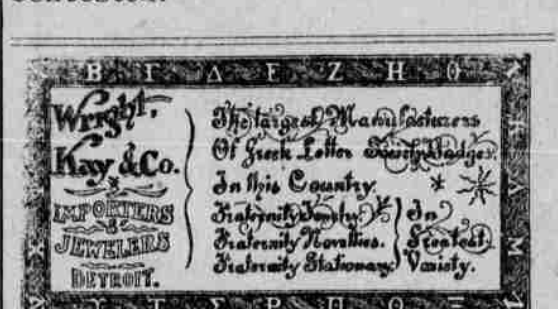 Β Γ Δ Ε Ζ Η Θ
Wright,
Kay & Co.
IMPORTERS
&
JEWELERS
DETROIT.
The Largest Manufacturers
Of Greek Letter Society Badges.
In this Country.
Fraternity Jewelry.
Fraternity Novelties.
Fraternity Stationary.
In
Greatest
Variety.
Λ Μ
Υ Τ Σ Ρ Π Ο Ξ Ν